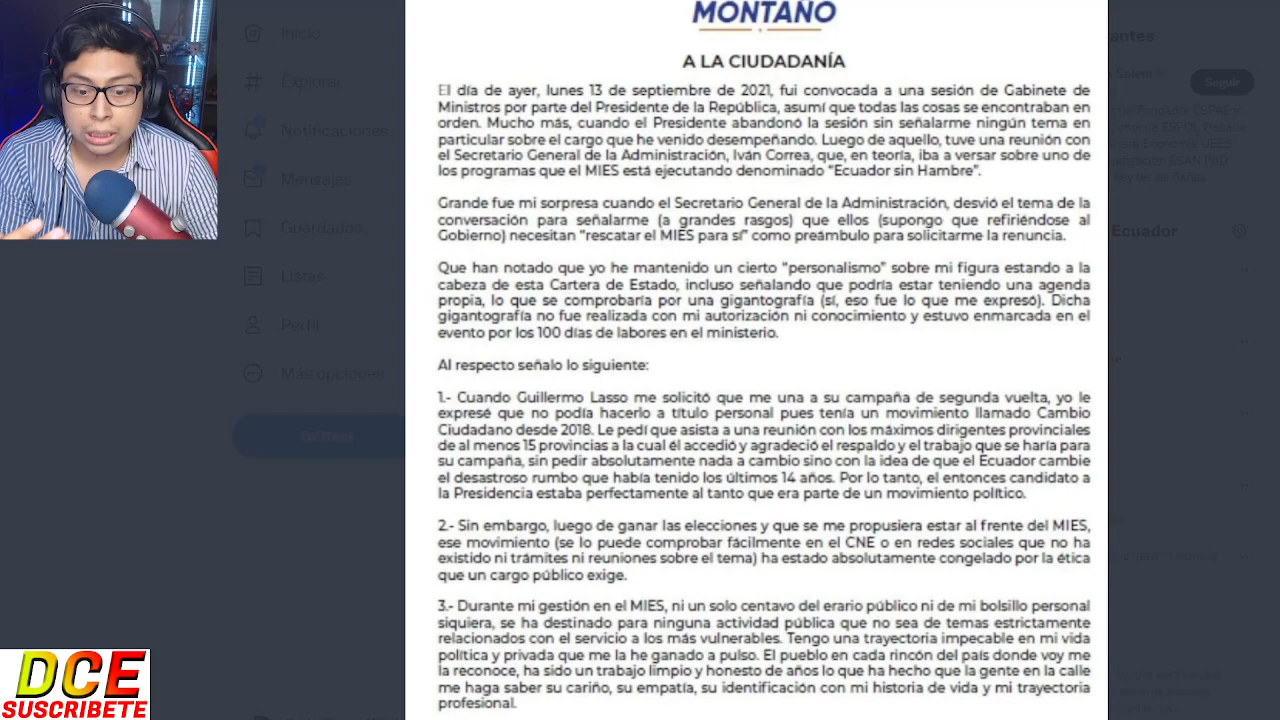 MONTAÑO
A LA CIUDADANÍA
El día de ayer, lunes 13 de septiembre de 2021, fui convocada a una sesión de Gabinete de
Ministros por parte del Presidente de la República, asumí que todas las cosas se encontraban en
orden. Mucho más, cuando el Presidente abandonó la sesión sin señalarme ningún tema en
particular sobre el cargo que he venido desempeñando. Luego de aquello, tuve una reunión con
el Secretario General de la Administración, Iván Correa, que, en teoría, iba a versar sobre uno de
los programas que el MIES está ejecutando denominado “Ecuador sin Hambre”.
Grande fue mi sorpresa cuando el Secretario General de la Administración, desvió el tema de la
conversación para señalarme (a grandes rasgos) que ellos (supongo que refiriéndose al
Gobierno) necesitan “rescatar el MIES para sí” como preámbulo para solicitarme la renuncia.
Que han notado que yo he mantenido un cierto “personalismo” sobre mi figura estando a la
cabeza de esta Cartera de Estado, incluso señalando que podría estar teniendo una agenda
propia, lo que se comprobaría por una gigantografía (sí, eso fue lo que me expresó). Dicha
gigantografía no fue realizada con mi autorización ni conocimiento y estuvo enmarcada en el
evento por los 100 días de labores en el ministerio.
Al respecto señalo lo siguiente:
1.- Cuando Guillermo Lasso me solicitó que me una a su campaña de segunda vuelta, yo le
expresé que no podía hacerlo a título personal pues tenía un movimiento llamado Cambio
Ciudadano desde 2018. Le pedí que asista a una reunión con los máximos dirigentes provinciales
de al menos 15 provincias a la cual él accedió y agradeció el respaldo y el trabajo que se haría para
su campaña, sin pedir absolutamente nada a cambio sino con la idea de que el Ecuador cambie
el desastroso rumbo que había tenido los últimos 14 años. Por lo tanto, el entonces candidato a
la Presidencia estaba perfectamente al tanto que era parte de un movimiento político.
2.- Sin embargo, luego de ganar las elecciones y que se me propusiera estar al frente del MIES,
ese movimiento (se lo puede comprobar fácilmente en el CNE o en redes sociales que no ha
existido ni trámites ni reuniones sobre el tema) ha estado absolutamente congelado por la ética
que un cargo público exige.
3.- Durante mi gestión en el MIES, ni un solo centavo del erario público ni de mi bolsillo personal
siquiera, se ha destinado para ninguna actividad pública que no sea de temas estrictamente
relacionados con el servicio a los más vulnerables. Tengo una trayectoria impecable en mi vida
política y privada que me la he ganado a pulso. El pueblo en cada rincón del país donde voy me
la reconoce, ha sido un trabajo limpio y honesto de años lo que ha hecho que la gente en la calle
me haga saber su cariño, su empatía, su identificación con mi historia de vida y mi trayectoria
profesional.
Inicio
Explorar
Notificaciones
Mensajes
Guardados
Listas
Perfil
Más opciones
Seguir
Ecuador
DCE
SUSCRIBETE